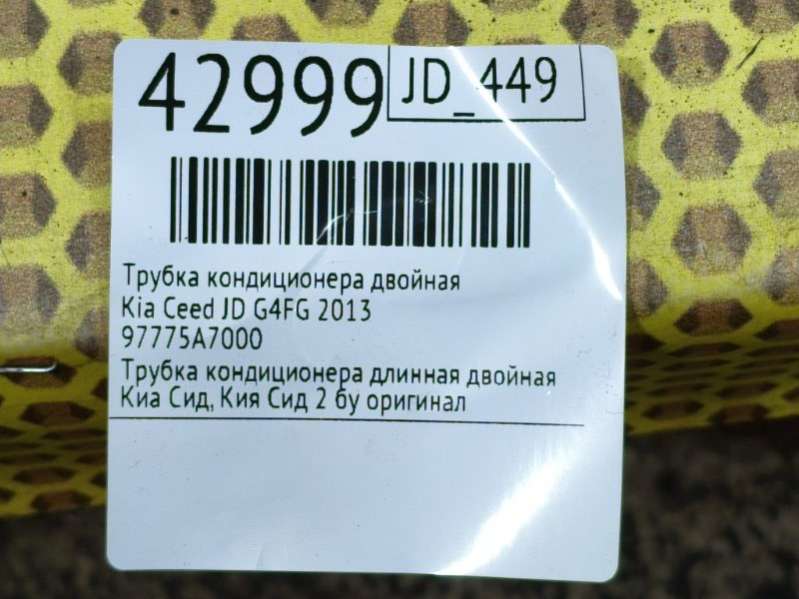 42999
JD_449
Трубка кондиционера двойная
Kia Ceed JD G4FG 2013
97775A7000
Трубка кондиционера длинная двойная
Киа Сид, Кия Сид 2 бу оригинал